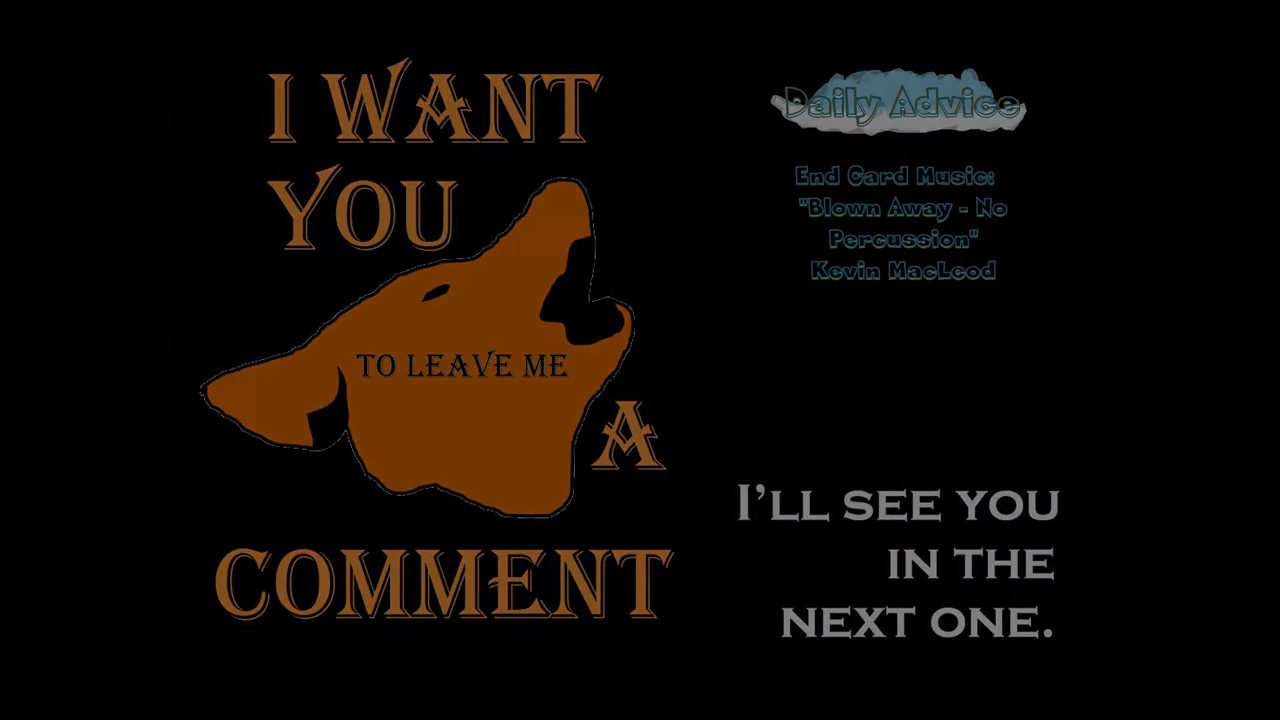 I WANT
YOU
TO LEAVE ME
A
COMMENT
Daily Advice
End Card Music:
"Blown Away - No
Percussion"
Kevin MacLeod
I'LL SEE YOU
IN THE
NEXT ONE.